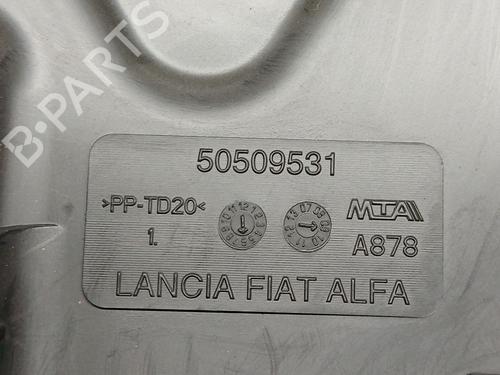 B-PARTS
50509531
>PP-TD20<
1.
MTA
A878
LANCIA FIAT ALFA